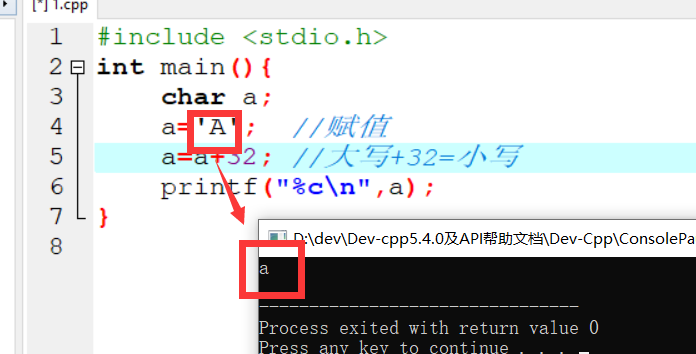 [*] 1.cpp
1 #include <stdio.h>
2 int main(){
3 char a;
4 a='A'; //赋值
5 a=a+32; //大写+32=小写
6 printf("%c\n",a);
7 }
8
D:\dev\Dev-cpp5.4.0及API帮助文档\Dev-Cpp\ConsolePa
a
--------------------------------
Process exited with return value 0
Press any key to continue . . .